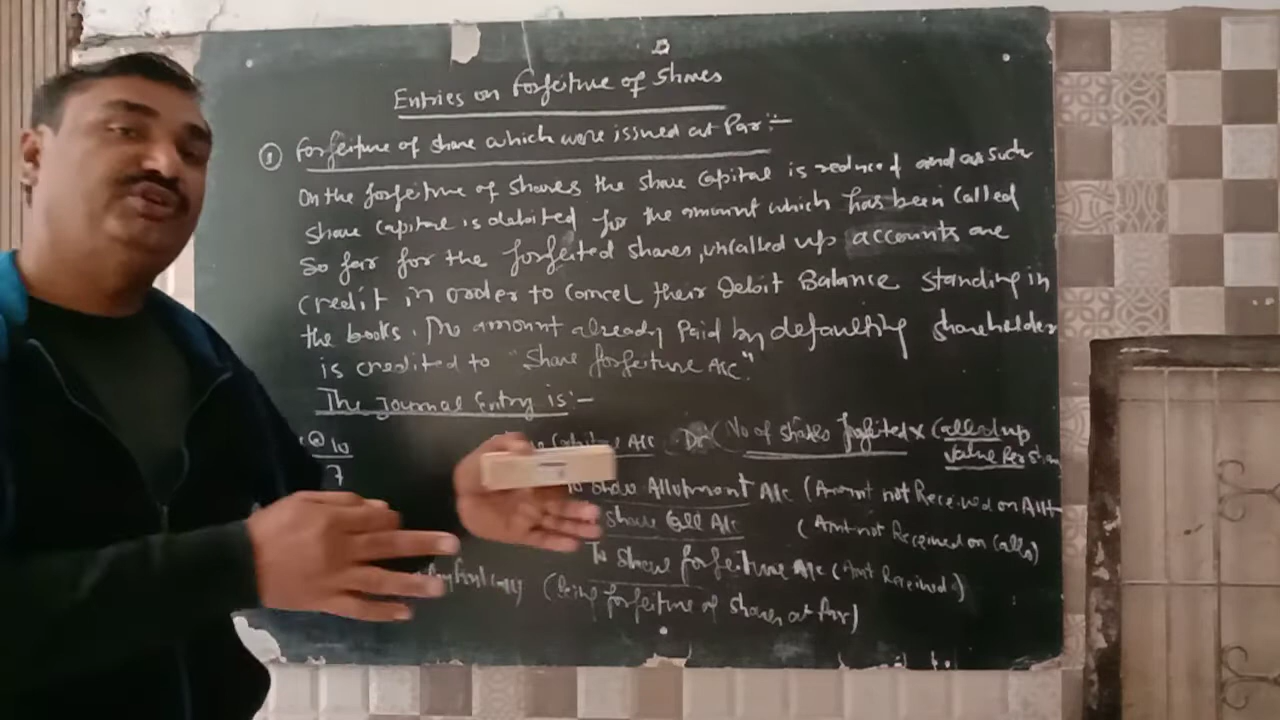 Entries on forfeiture of shares
① Forfeiture of share which were issued at Par :-
On the forfeiture of shares the share capital is reduced and as such
share capital is debited for the amount which has been called
so far for the forfeited shares, uncalled up accounts are
credit in order to cancel their debit Balance standing in
the books. The amount already Paid by defaulting shareholder
is credited to "Share forfeiture A/c."
The Journal Entry is :-
@ 10
7
A/c Dr (No of shares forfeited x Called up
value Per share
To share Allotment A/c (Amount not Received on Allt
share Call A/c (Amt not Received on Calls)
To share forfeiture A/c (Amt Received)
(Being forfeiture of shares at Par)